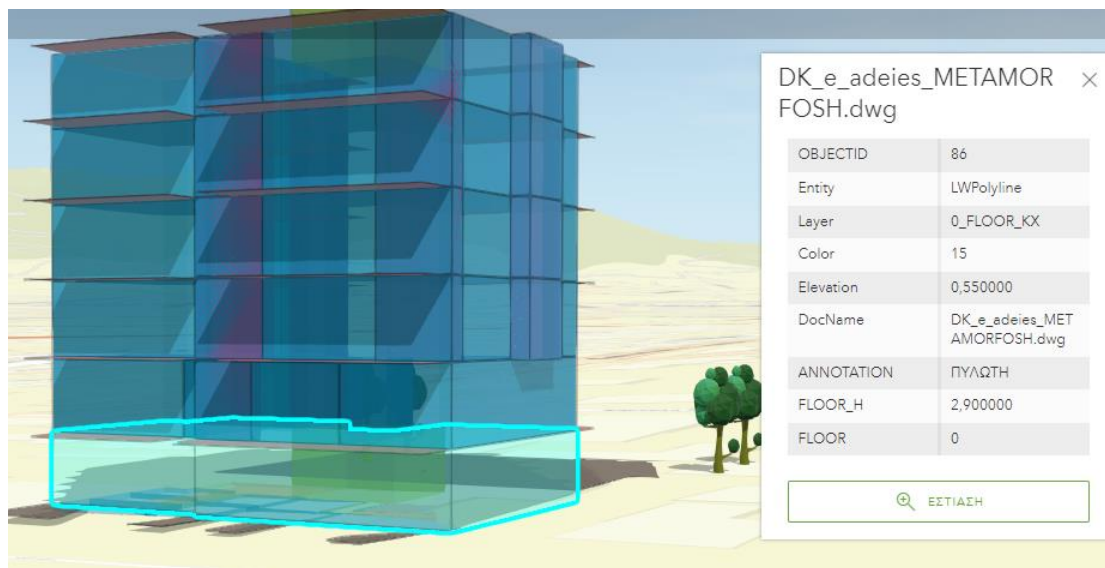 DK_e_adeies_METAMOR
FOSH.dwg
OBJECTID 86
Entity LWPolyline
Layer 0_FLOOR_KX
Color 15
Elevation 0,550000
DocName DK_e_adeies_MET
AMORFOSH.dwg
ANNOTATION ΠΥΛΩΤΗ
FLOOR_H 2,900000
FLOOR 0
ΕΣΤΙΑΣΗ